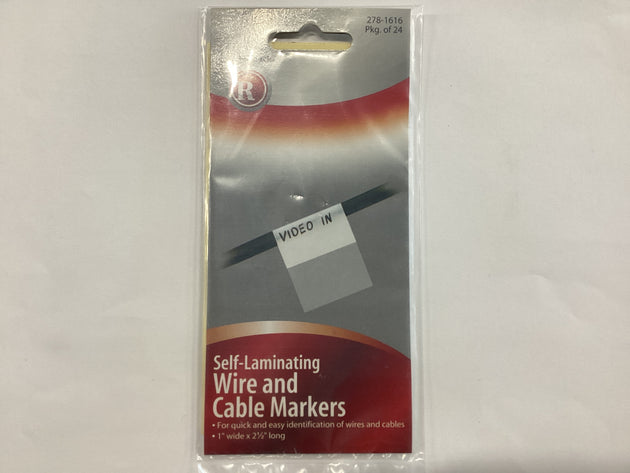 278-1616
Pkg. of 24
R
VIDEO IN
Self-Laminating
Wire and
Cable Markers
• For quick and easy identification of wires and cables
• 1" wide x 2½" long